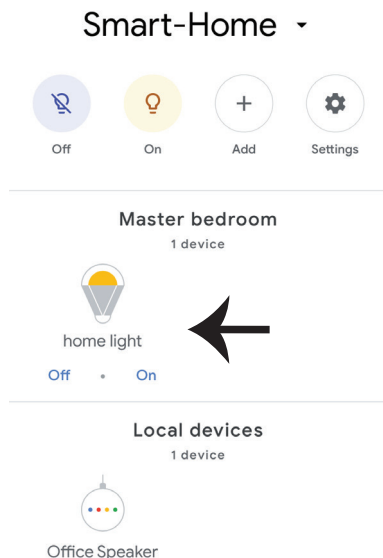 Smart-Home
Off On Add Settings
Master bedroom
1 device
home light
Off • On
Local devices
1 device
Office Speaker